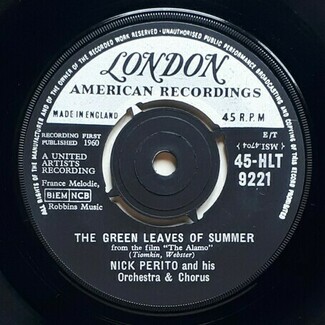 ALL RIGHTS OF THE MANUFACTURER AND OF THE OWNER OF THE RECORDED WORK RESERVED · UNAUTHORISED PUBLIC PERFORMANCE BROADCASTING AND COPYING OF THIS RECORD PROHIBITED
LONDON
AMERICAN RECORDINGS
MADE IN ENGLAND
45 R.P.M
RECORDING FIRST
PUBLISHED 1960
E/T
A UNITED
ARTISTS
RECORDING
45-HLT
9221
France Melodie,
BIEM NCB
Robbins Music
THE GREEN LEAVES OF SUMMER
from the film "The Alamo"
(Tiomkin, Webster)
NICK PERITO and his
Orchestra & Chorus